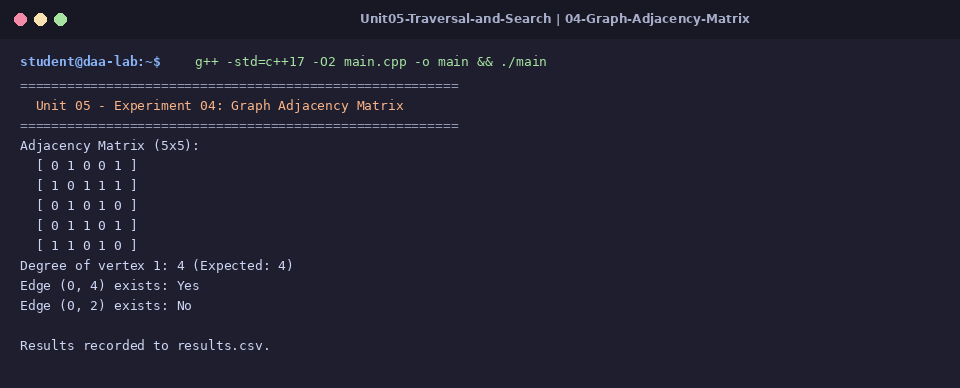 Unit05-Traversal-and-Search | 04-Graph-Adjacency-Matrix
student@daa-lab:~$ g++ -std=c++17 -O2 main.cpp -o main && ./main
========================================================
Unit 05 - Experiment 04: Graph Adjacency Matrix
========================================================
Adjacency Matrix (5x5):
[ 0 1 0 0 1 ]
[ 1 0 1 1 1 ]
[ 0 1 0 1 0 ]
[ 0 1 1 0 1 ]
[ 1 1 0 1 0 ]
Degree of vertex 1: 4 (Expected: 4)
Edge (0, 4) exists: Yes
Edge (0, 2) exists: No
Results recorded to results.csv.